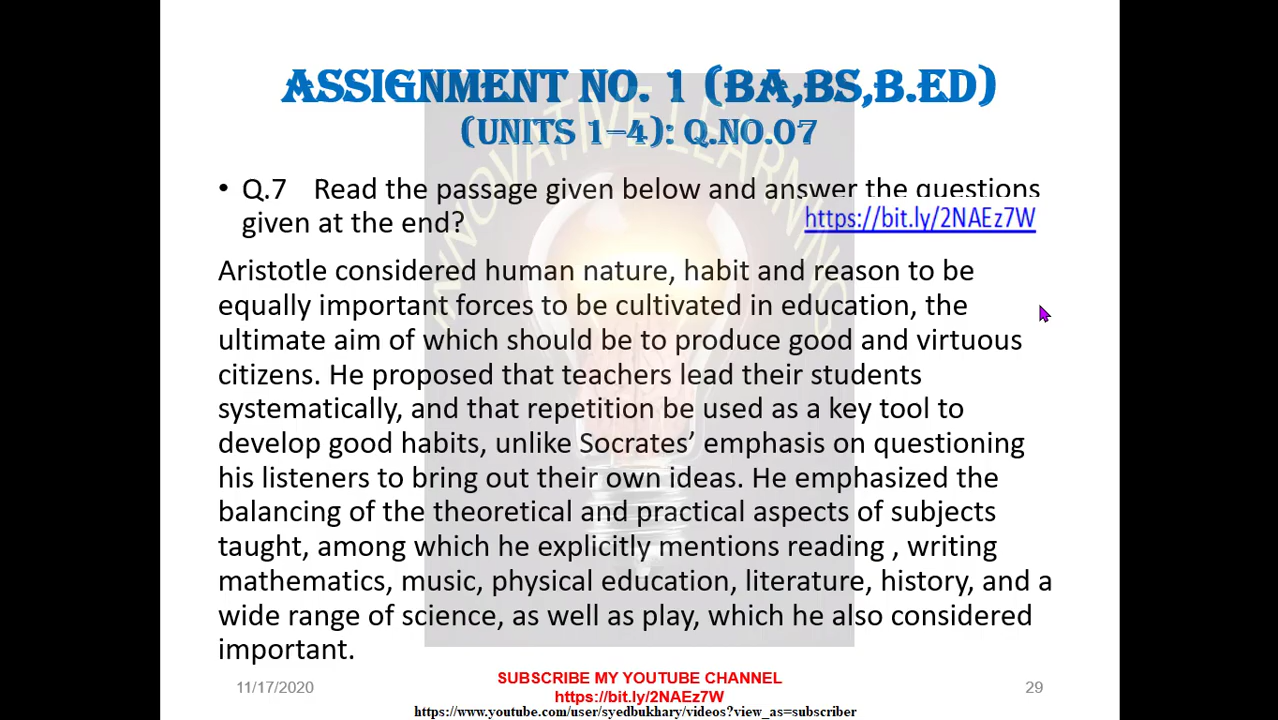 ASSIGNMENT NO. 1 (BA,BS,B.ED)
(UNITS 1–4): Q.NO.07
• Q.7 Read the passage given below and answer the questions
given at the end?
https://bit.ly/2NAEz7W
INNOVATIVE LEARNING
Aristotle considered human nature, habit and reason to be
equally important forces to be cultivated in education, the
ultimate aim of which should be to produce good and virtuous
citizens. He proposed that teachers lead their students
systematically, and that repetition be used as a key tool to
develop good habits, unlike Socrates’ emphasis on questioning
his listeners to bring out their own ideas. He emphasized the
balancing of the theoretical and practical aspects of subjects
taught, among which he explicitly mentions reading , writing
mathematics, music, physical education, literature, history, and a
wide range of science, as well as play, which he also considered
important.
11/17/2020
SUBSCRIBE MY YOUTUBE CHANNEL
https://bit.ly/2NAEz7W
29
https://www.youtube.com/user/syedbukhary/videos?view_as=subscriber